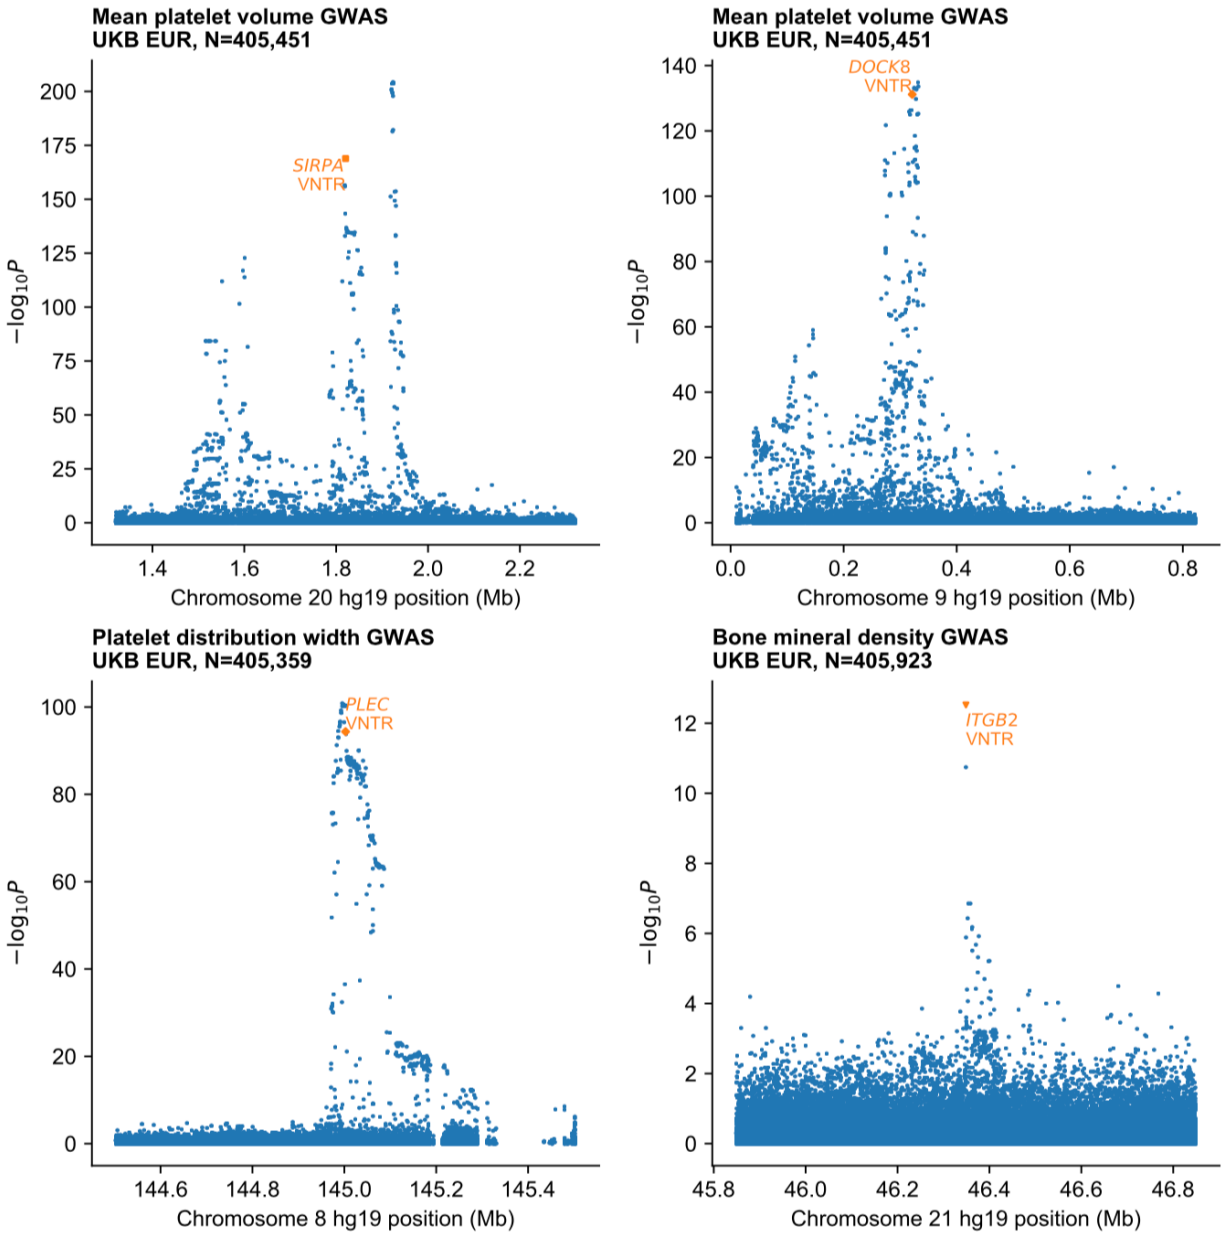 Mean platelet volume GWAS
UKB EUR, N=405,451
200
175
150
125
100
75
50
25
0
−log₁₀P
SIRPA
VNTR
1.4 1.6 1.8 2.0 2.2
Chromosome 20 hg19 position (Mb)
Mean platelet volume GWAS
UKB EUR, N=405,451
140
120
100
80
60
40
20
0
−log₁₀P
DOCK8
VNTR
0.0 0.2 0.4 0.6 0.8
Chromosome 9 hg19 position (Mb)
Platelet distribution width GWAS
UKB EUR, N=405,359
100
80
60
40
20
0
−log₁₀P
PLEC
VNTR
144.6 144.8 145.0 145.2 145.4
Chromosome 8 hg19 position (Mb)
Bone mineral density GWAS
UKB EUR, N=405,923
12
10
8
6
4
2
0
−log₁₀P
ITGB2
VNTR
45.8 46.0 46.2 46.4 46.6 46.8
Chromosome 21 hg19 position (Mb)